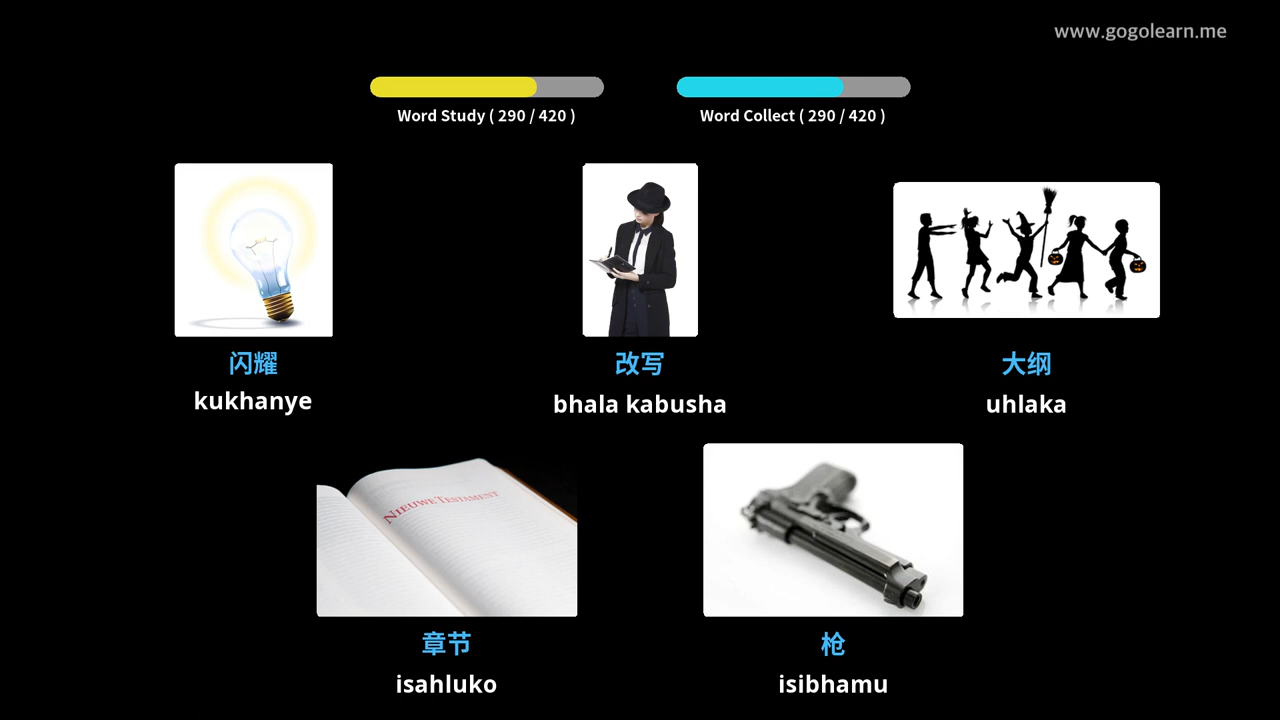 www.gogolearn.me
Word Study ( 290 / 420 )
Word Collect ( 290 / 420 )
闪耀
kukhanye
改写
bhala kabusha
大纲
uhlaka
NIEUWE TESTAMENT
章节
isahluko
枪
isibhamu